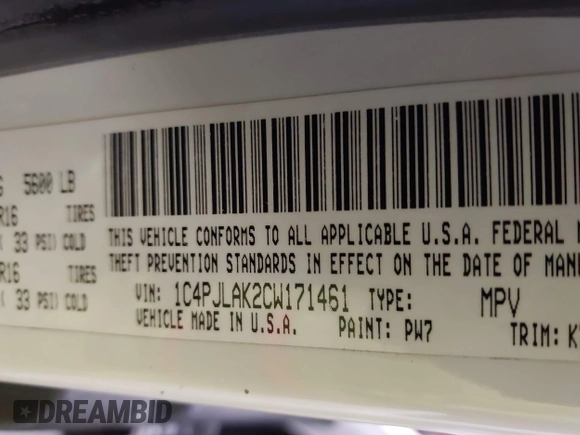 5600 LB
R16 TIRES
33 PSI) COLD
R16 TIRES
( 33 PSI) COLD
THIS VEHICLE CONFORMS TO ALL APPLICABLE U.S.A. FEDERAL
THEFT PREVENTION STANDARDS IN EFFECT ON THE DATE OF MAN
VIN: 1C4PJLAK2CW171461 TYPE: MPV
VEHICLE MADE IN U.S.A. PAINT: PW7 TRIM: K
DREAMBID